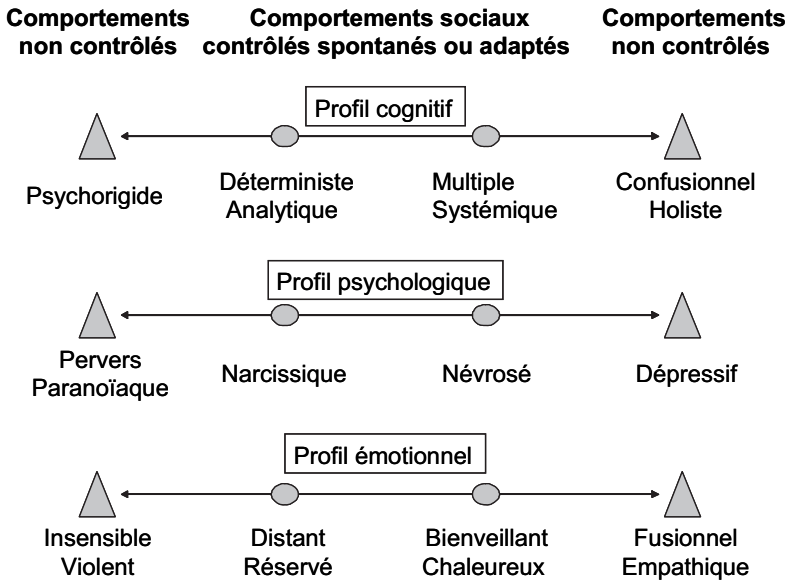 Comportements
non contrôlés
Comportements sociaux
contrôlés spontanés ou adaptés
Comportements
non contrôlés
Profil cognitif
Psychorigide
Déterministe
Analytique
Multiple
Systémique
Confusionnel
Holiste
Profil psychologique
Pervers
Paranoïaque
Narcissique
Névrosé
Dépressif
Profil émotionnel
Insensible
Violent
Distant
Réservé
Bienveillant
Chaleureux
Fusionnel
Empathique